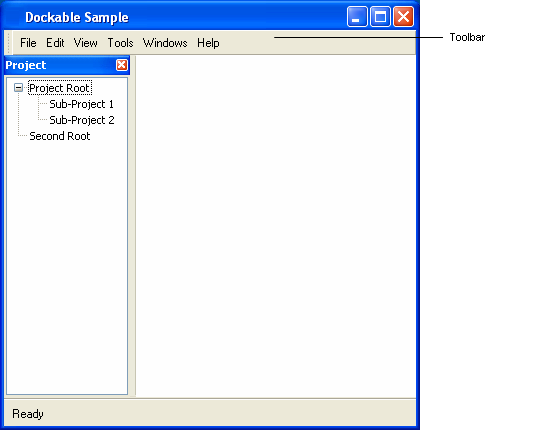 Dockable Sample
File Edit View Tools Windows Help
Toolbar
Project
Project Root
Sub-Project 1
Sub-Project 2
Second Root
Ready